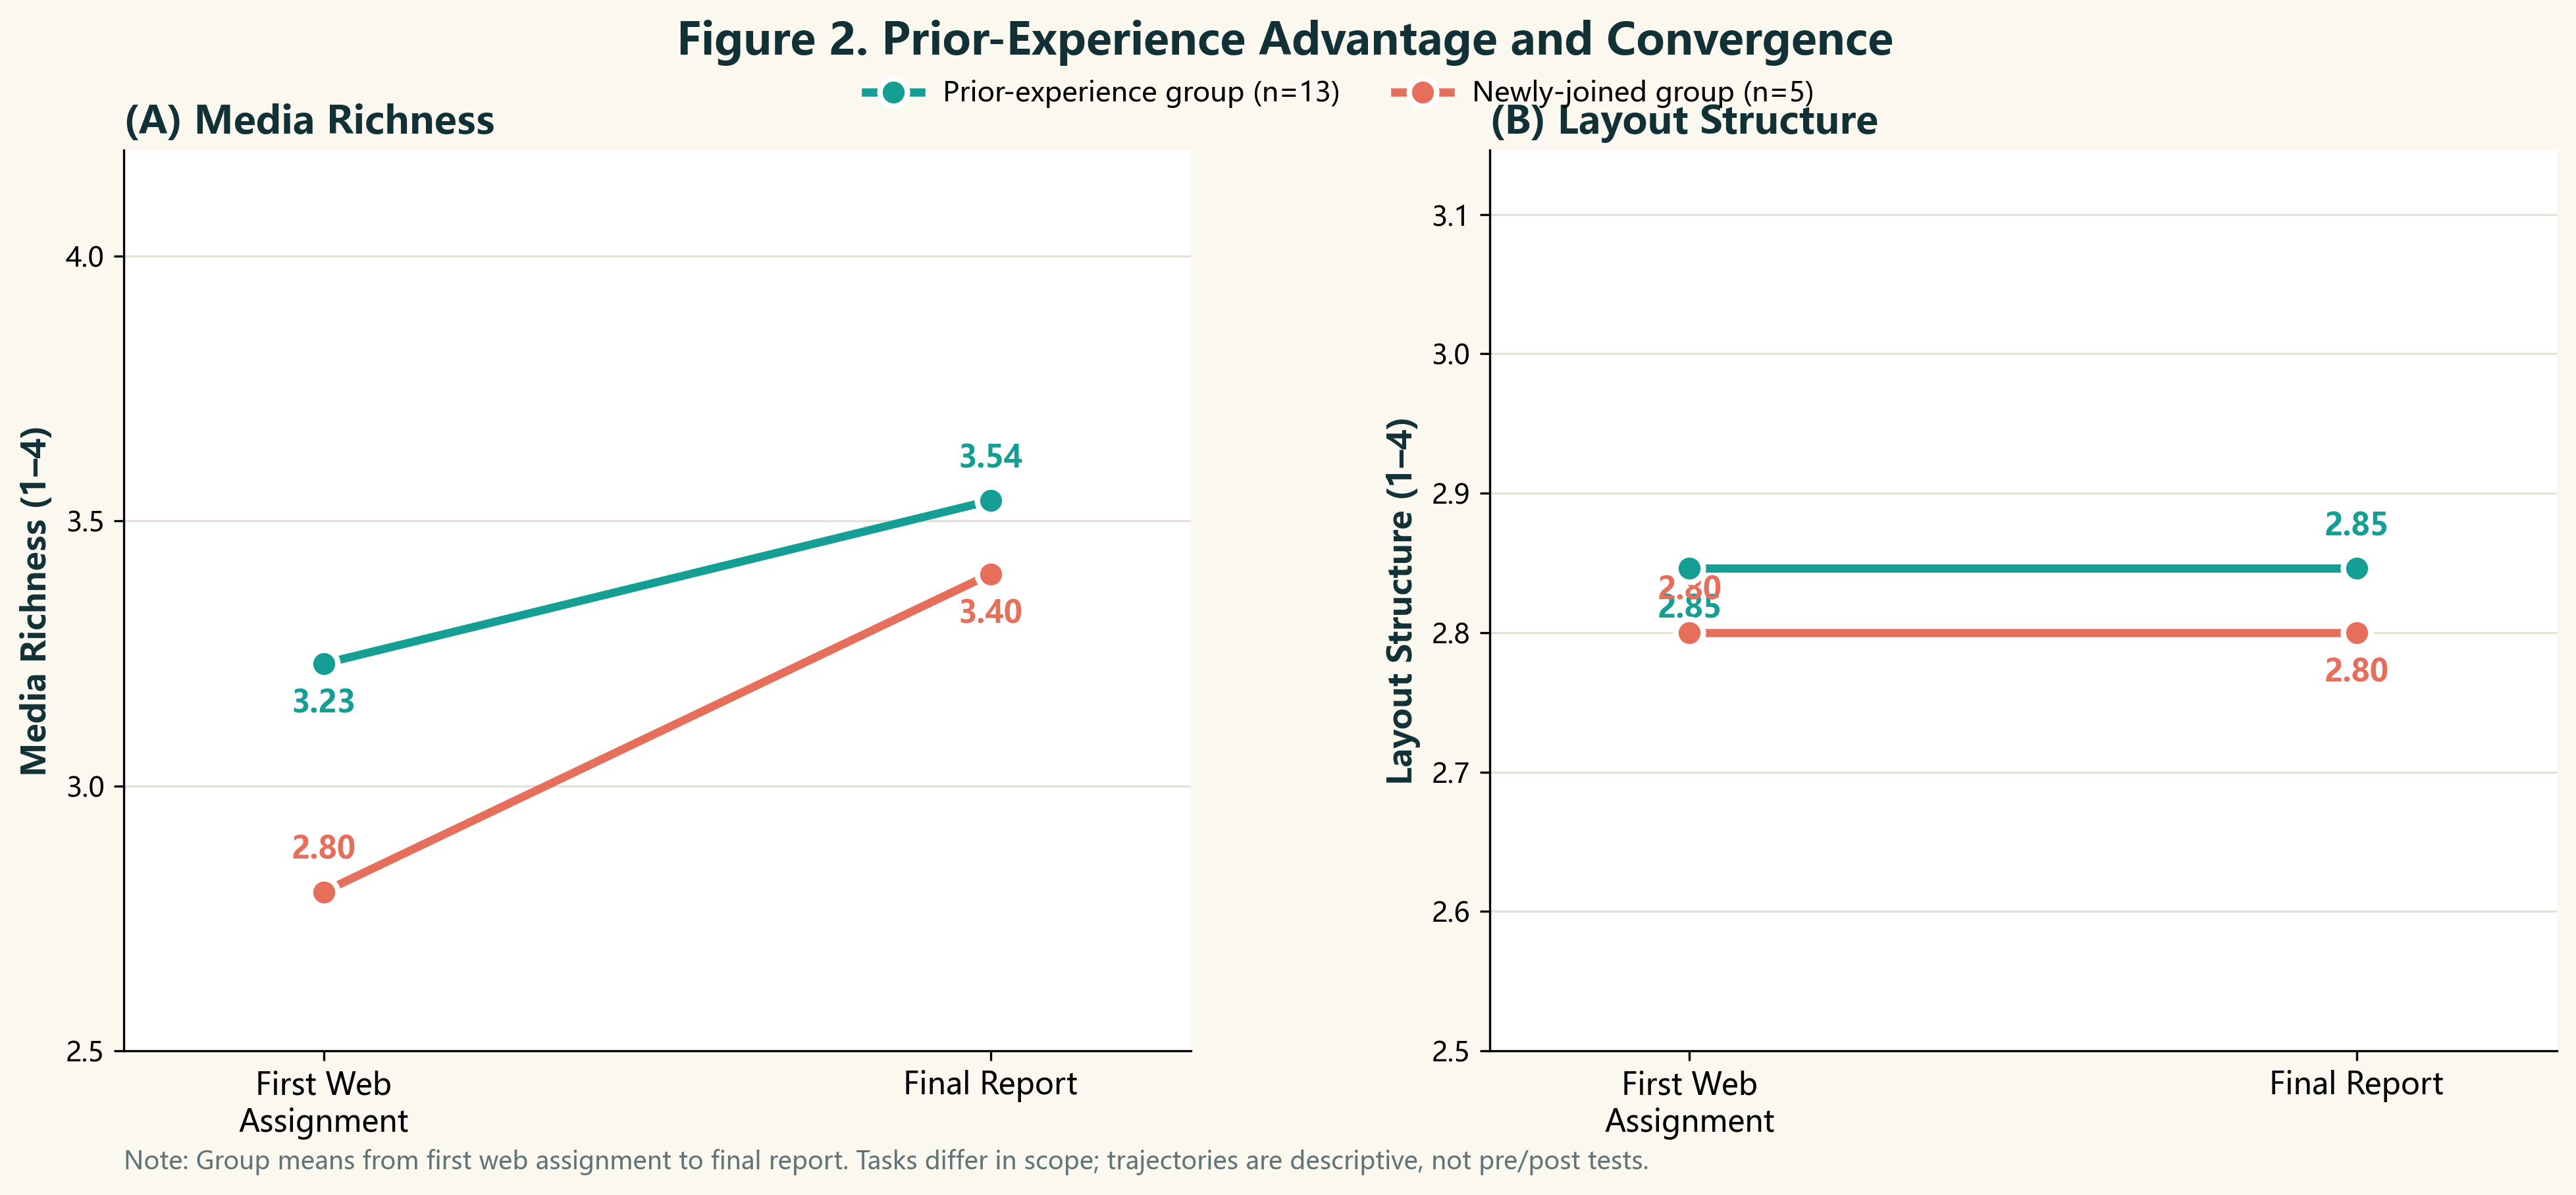 Figure 2. Prior-Experience Advantage and Convergence
Prior-experience group (n=13)
Newly-joined group (n=5)
(A) Media Richness
Media Richness (1–4)
4.0
3.5
3.0
2.5
3.54
3.40
3.23
2.80
First Web
Assignment
Final Report
(B) Layout Structure
Layout Structure (1–4)
3.1
3.0
2.9
2.8
2.7
2.6
2.5
2.85
2.80
2.85
2.80
First Web
Assignment
Final Report
Note: Group means from first web assignment to final report. Tasks differ in scope; trajectories are descriptive, not pre/post tests.